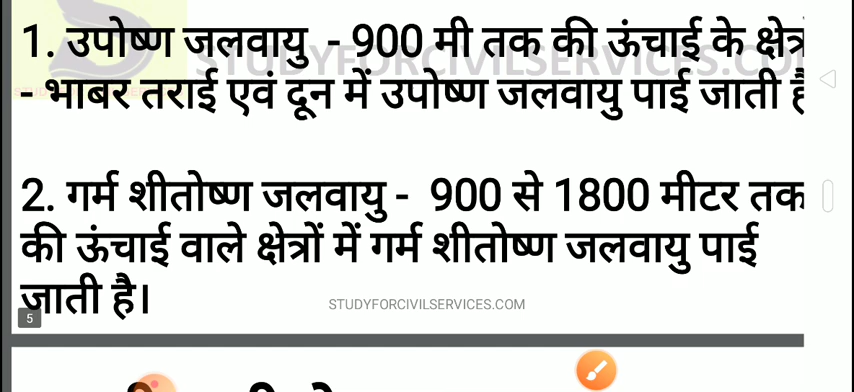 1. उपोष्ण जलवायु - 900 मी तक की ऊंचाई के क्षेत्र
- भाबर तराई एवं दून में उपोष्ण जलवायु पाई जाती है
2. गर्म शीतोष्ण जलवायु - 900 से 1800 मीटर तक
की ऊंचाई वाले क्षेत्रों में गर्म शीतोष्ण जलवायु पाई
जाती है।
5
STUDYFORCIVILSERVICES.COM